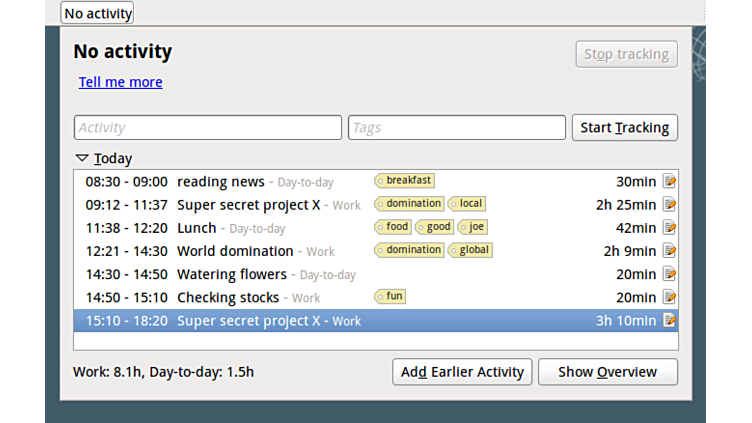 No activity
No activity
Stop tracking
Tell me more
Activity Tags Start Tracking
Today
08:30 - 09:00 reading news - Day-to-day breakfast 30min
09:12 - 11:37 Super secret project X - Work domination local 2h 25min
11:38 - 12:20 Lunch - Day-to-day food good joe 42min
12:21 - 14:30 World domination - Work domination global 2h 9min
14:30 - 14:50 Watering flowers - Day-to-day 20min
14:50 - 15:10 Checking stocks - Work fun 20min
15:10 - 18:20 Super secret project X - Work 3h 10min
Work: 8.1h, Day-to-day: 1.5h Add Earlier Activity Show Overview